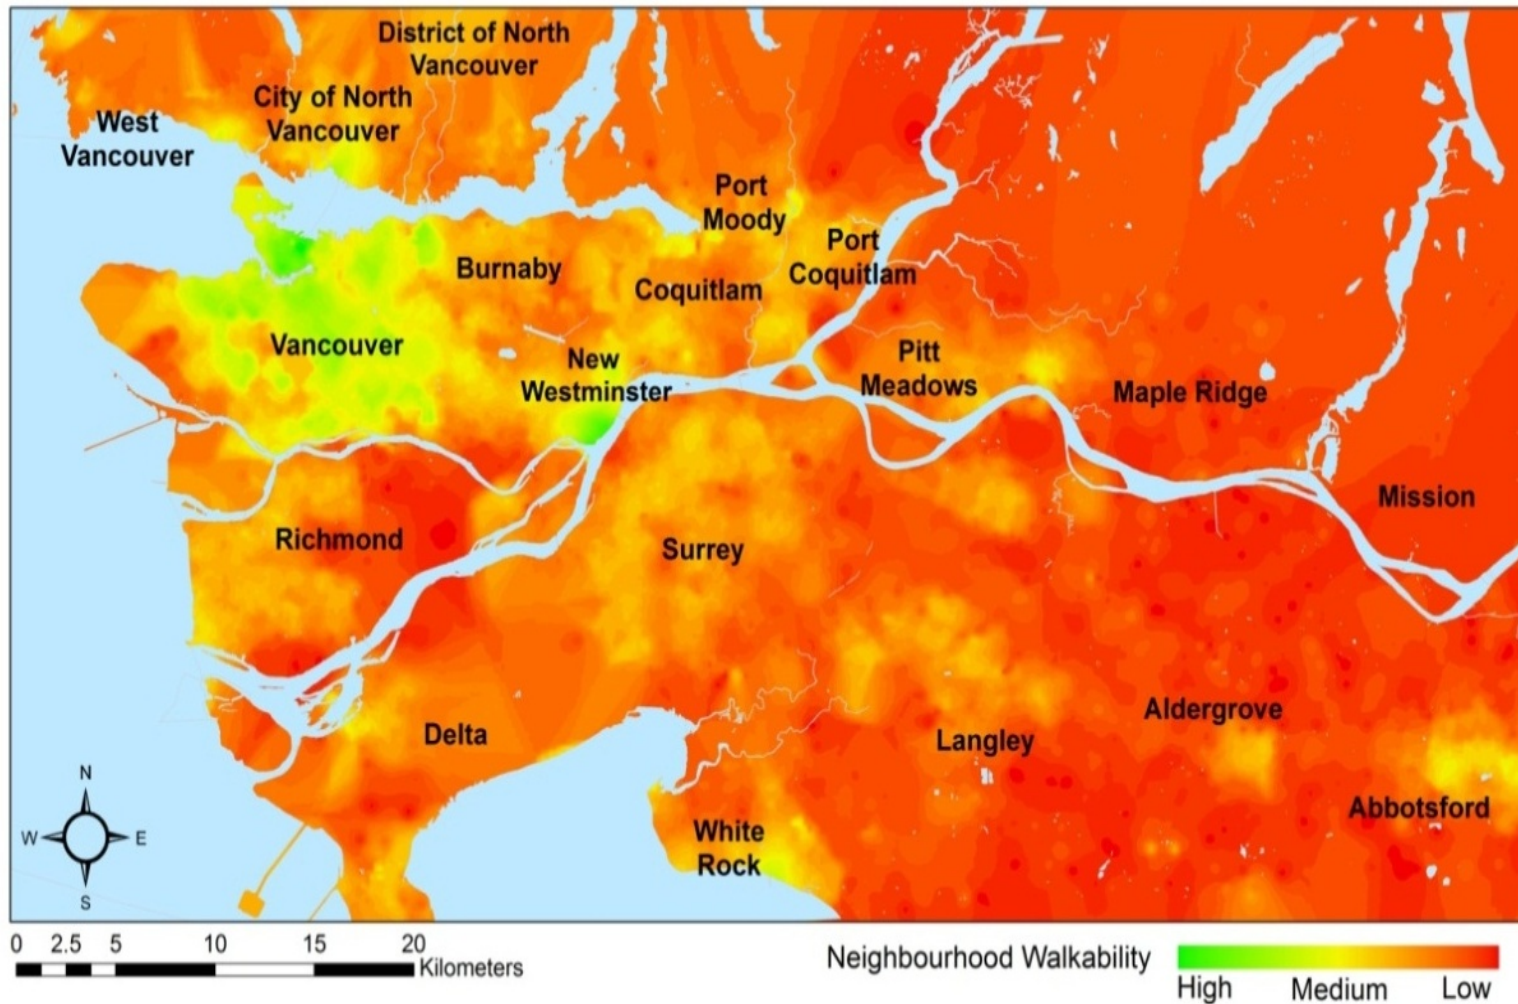 District of North
Vancouver
City of North
Vancouver
West
Vancouver
Port
Moody
Port
Coquitlam
Burnaby
Coquitlam
Vancouver
New
Westminster
Pitt
Meadows
Maple Ridge
Mission
Richmond
Surrey
Delta
Langley
Aldergrove
Abbotsford
White
Rock
N
W E
S
0 2.5 5 10 15 20
Kilometers
Neighbourhood Walkability
High Medium Low